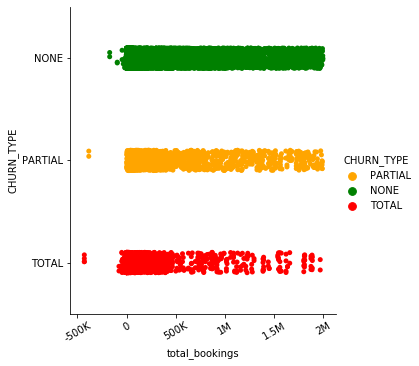 NONE
PARTIAL
TOTAL
CHURN_TYPE
-500K
0
500K
1M
1.5M
2M
total_bookings
CHURN_TYPE
PARTIAL
NONE
TOTAL